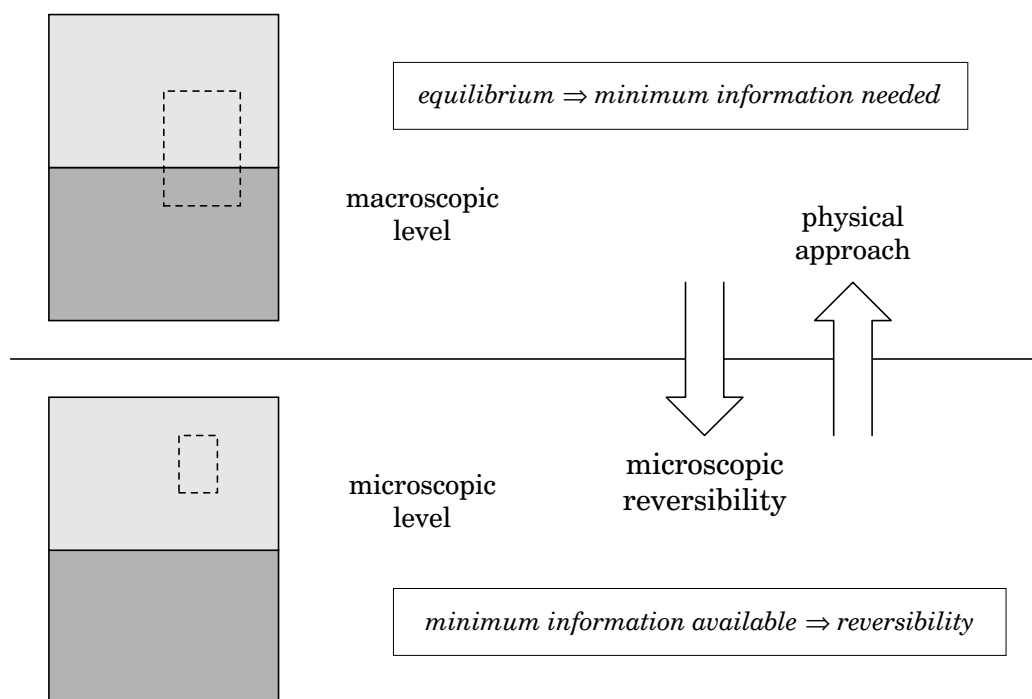 equilibrium ⇒ minimum information needed
macroscopic
level
physical
approach
microscopic
reversibility
microscopic
level
minimum information available ⇒ reversibility